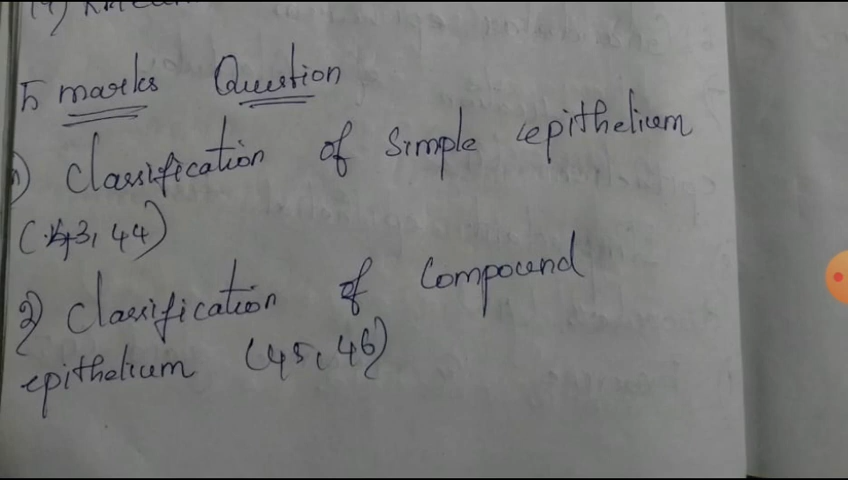 5 marks Question
1) Classification of Simple epithelium
(43, 44)
2) Classification of Compound
epithelium (45, 46)